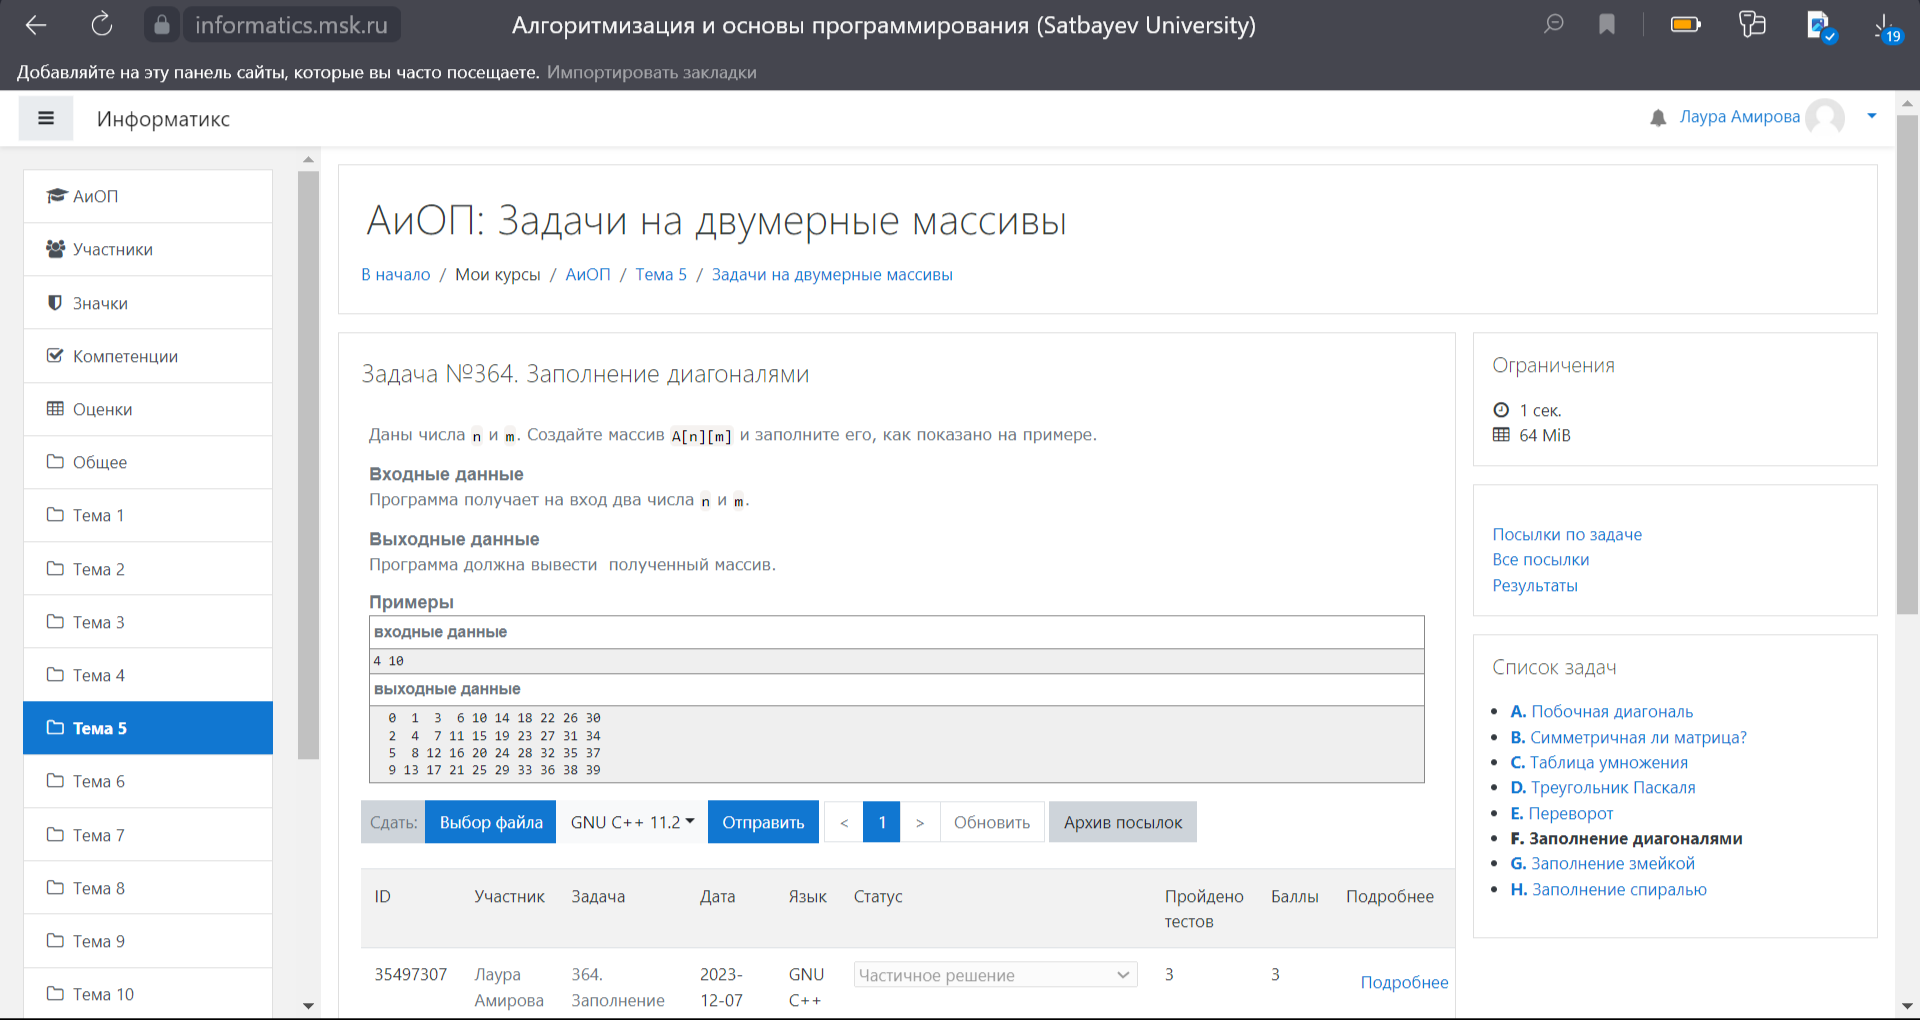 informatics.msk.ru
Алгоритмизация и основы программирования (Satbayev University)
19
Добавляйте на эту панель сайты, которые вы часто посещаете. Импортировать закладки
Информатикс
Лаура Амирова
АиОП
Участники
Значки
Компетенции
Оценки
Общее
Тема 1
Тема 2
Тема 3
Тема 4
Тема 5
Тема 6
Тема 7
Тема 8
Тема 9
Тема 10
АиОП: Задачи на двумерные массивы
В начало / Мои курсы / АиОП / Тема 5 / Задачи на двумерные массивы
Задача №364. Заполнение диагоналями
Даны числа n и m. Создайте массив A[n][m] и заполните его, как показано на примере.
Входные данные
Программа получает на вход два числа n и m.
Выходные данные
Программа должна вывести полученный массив.
Примеры
входные данные
4 10
выходные данные
0 1 3 6 10 14 18 22 26 30
2 4 7 11 15 19 23 27 31 34
5 8 12 16 20 24 28 32 35 37
9 13 17 21 25 29 33 36 38 39
Сдать: Выбор файла GNU C++ 11.2 Отправить < 1 > Обновить Архив посылок
ID Участник Задача Дата Язык Статус Пройдено тестов Баллы Подробнее
35497307 Лаура Амирова 364. Заполнение 2023-12-07 GNU C++ Частичное решение 3 3 Подробнее
Ограничения
1 сек.
64 MiB
Посылки по задаче
Все посылки
Результаты
Список задач
A. Побочная диагональ
B. Симметричная ли матрица?
C. Таблица умножения
D. Треугольник Паскаля
E. Переворот
F. Заполнение диагоналями
G. Заполнение змейкой
H. Заполнение спиралью